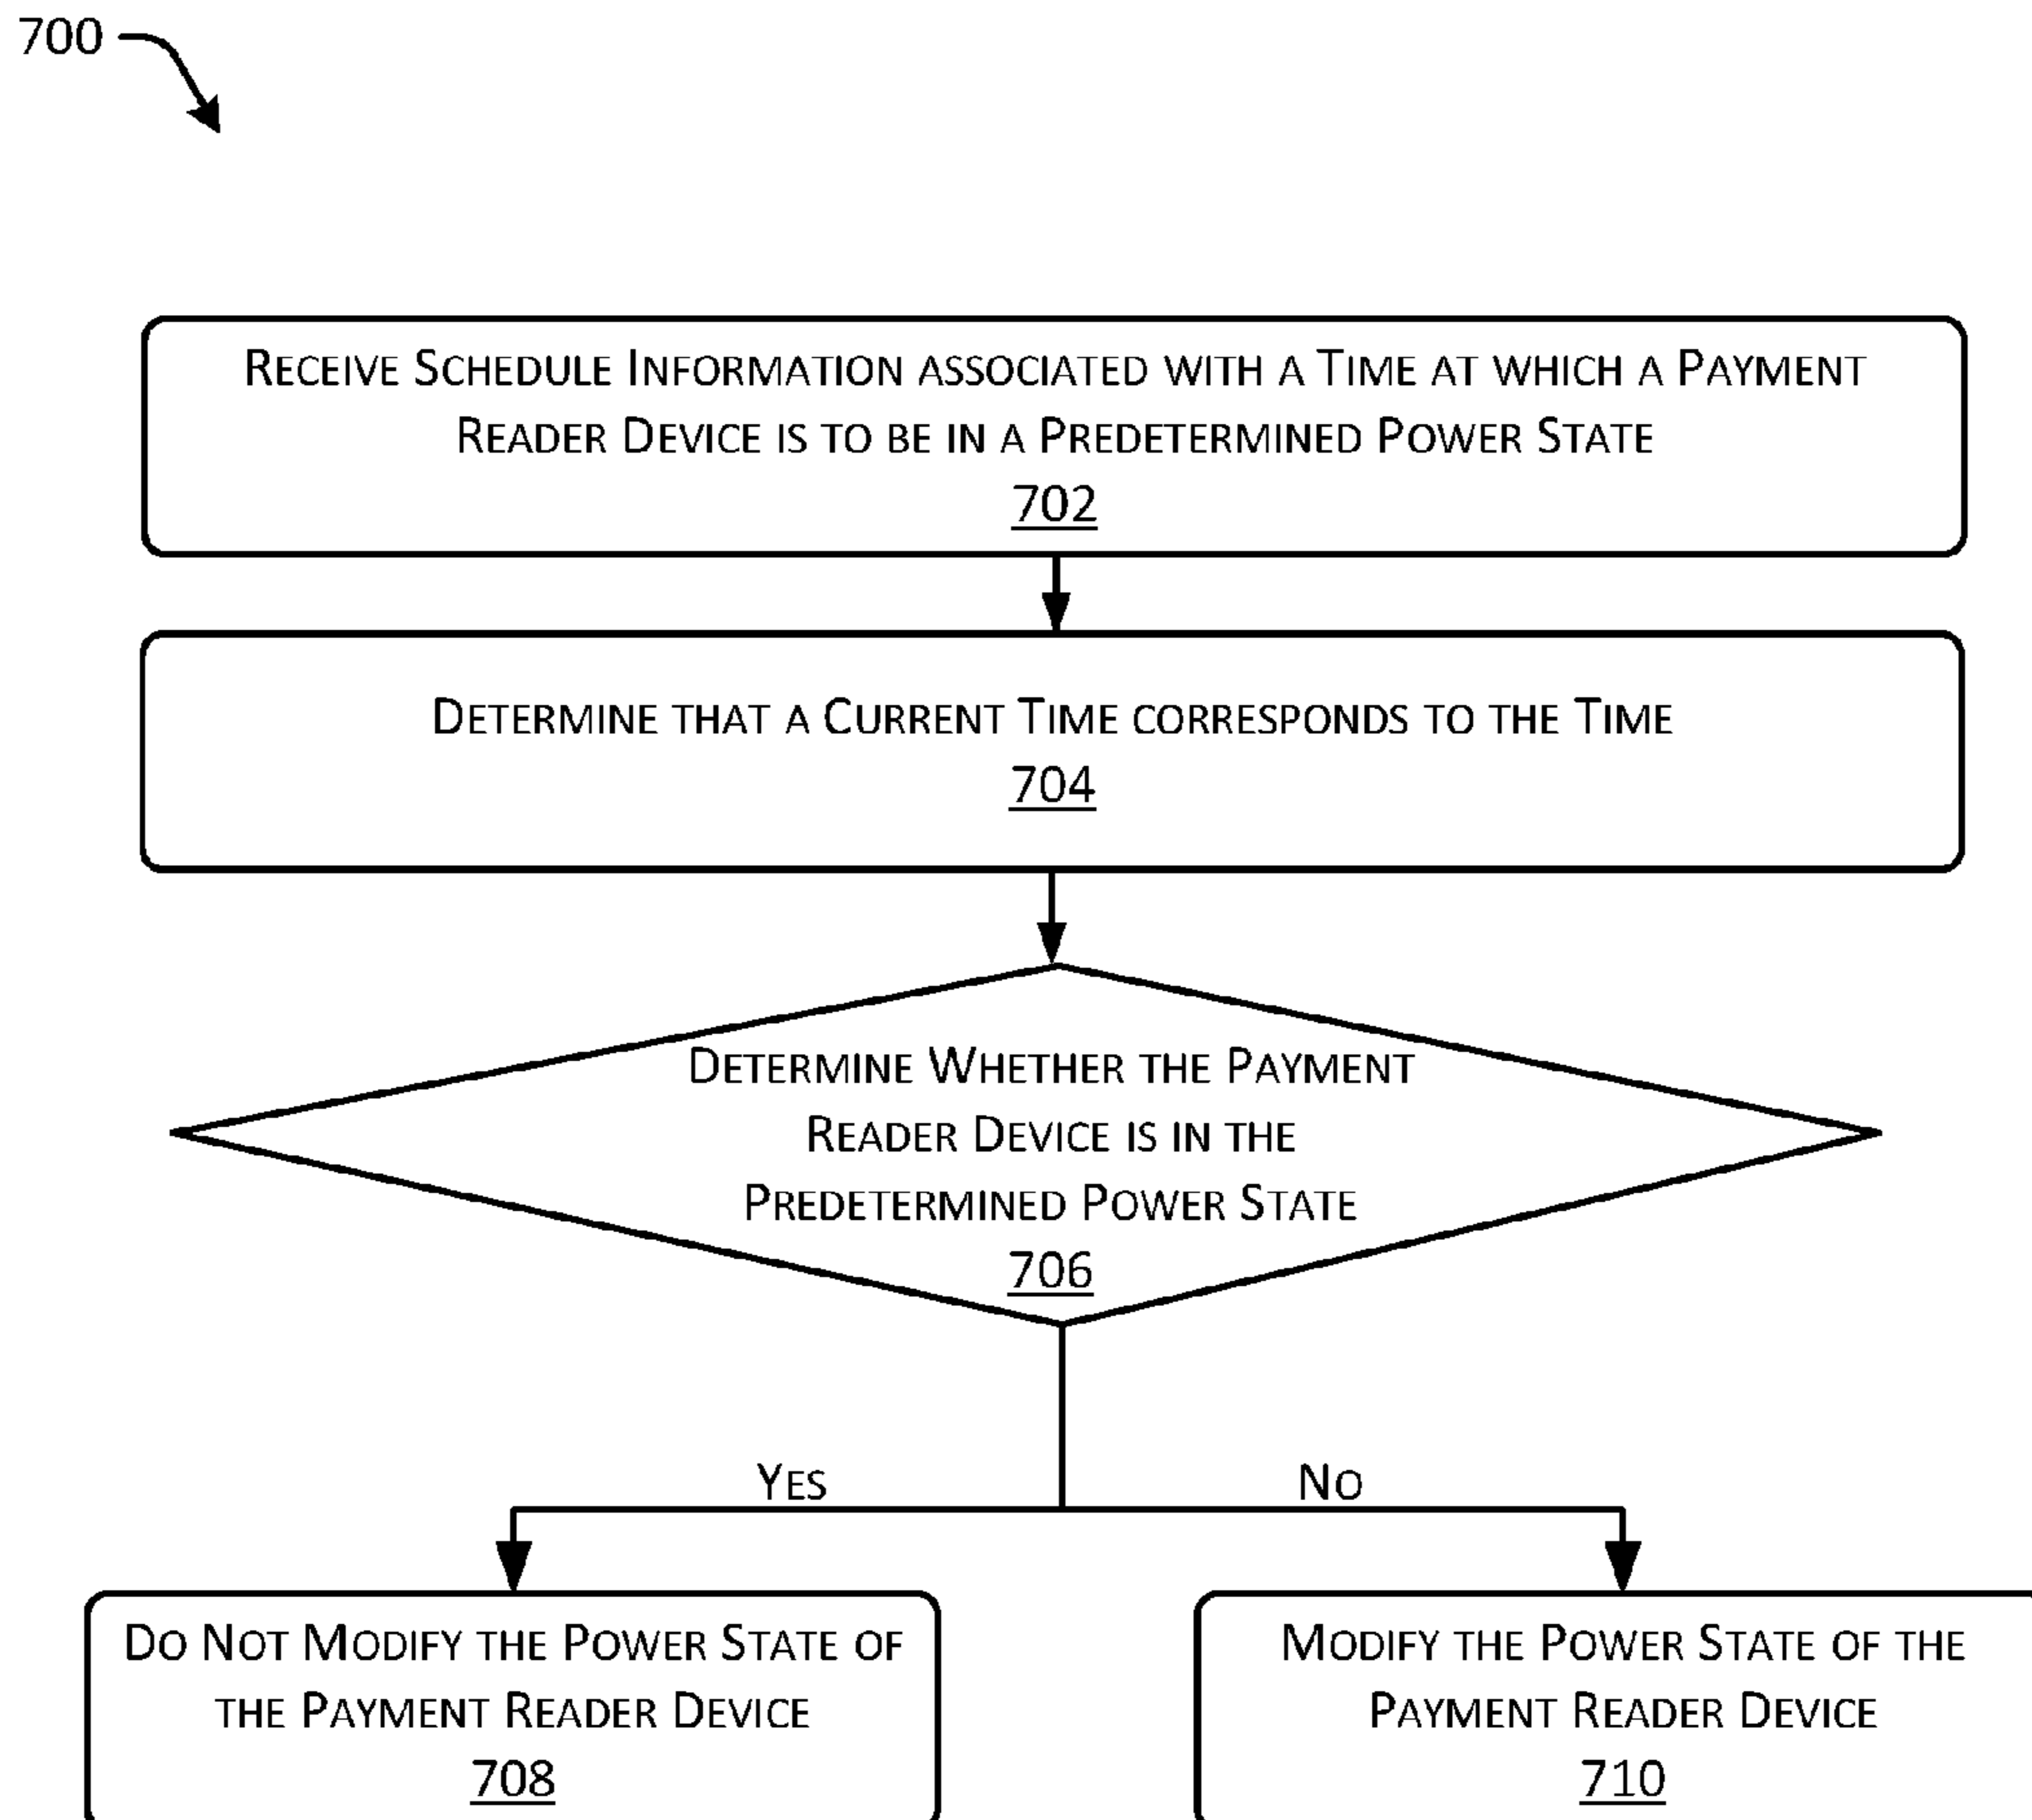 700
Receive Schedule Information associated with a Time at which a Payment
Reader Device is to be in a Predetermined Power State
702
Determine that a Current Time corresponds to the Time
704
Determine Whether the Payment
Reader Device is in the
Predetermined Power State
706
Yes
No
Do Not Modify the Power State of
the Payment Reader Device
708
Modify the Power State of the
Payment Reader Device
710